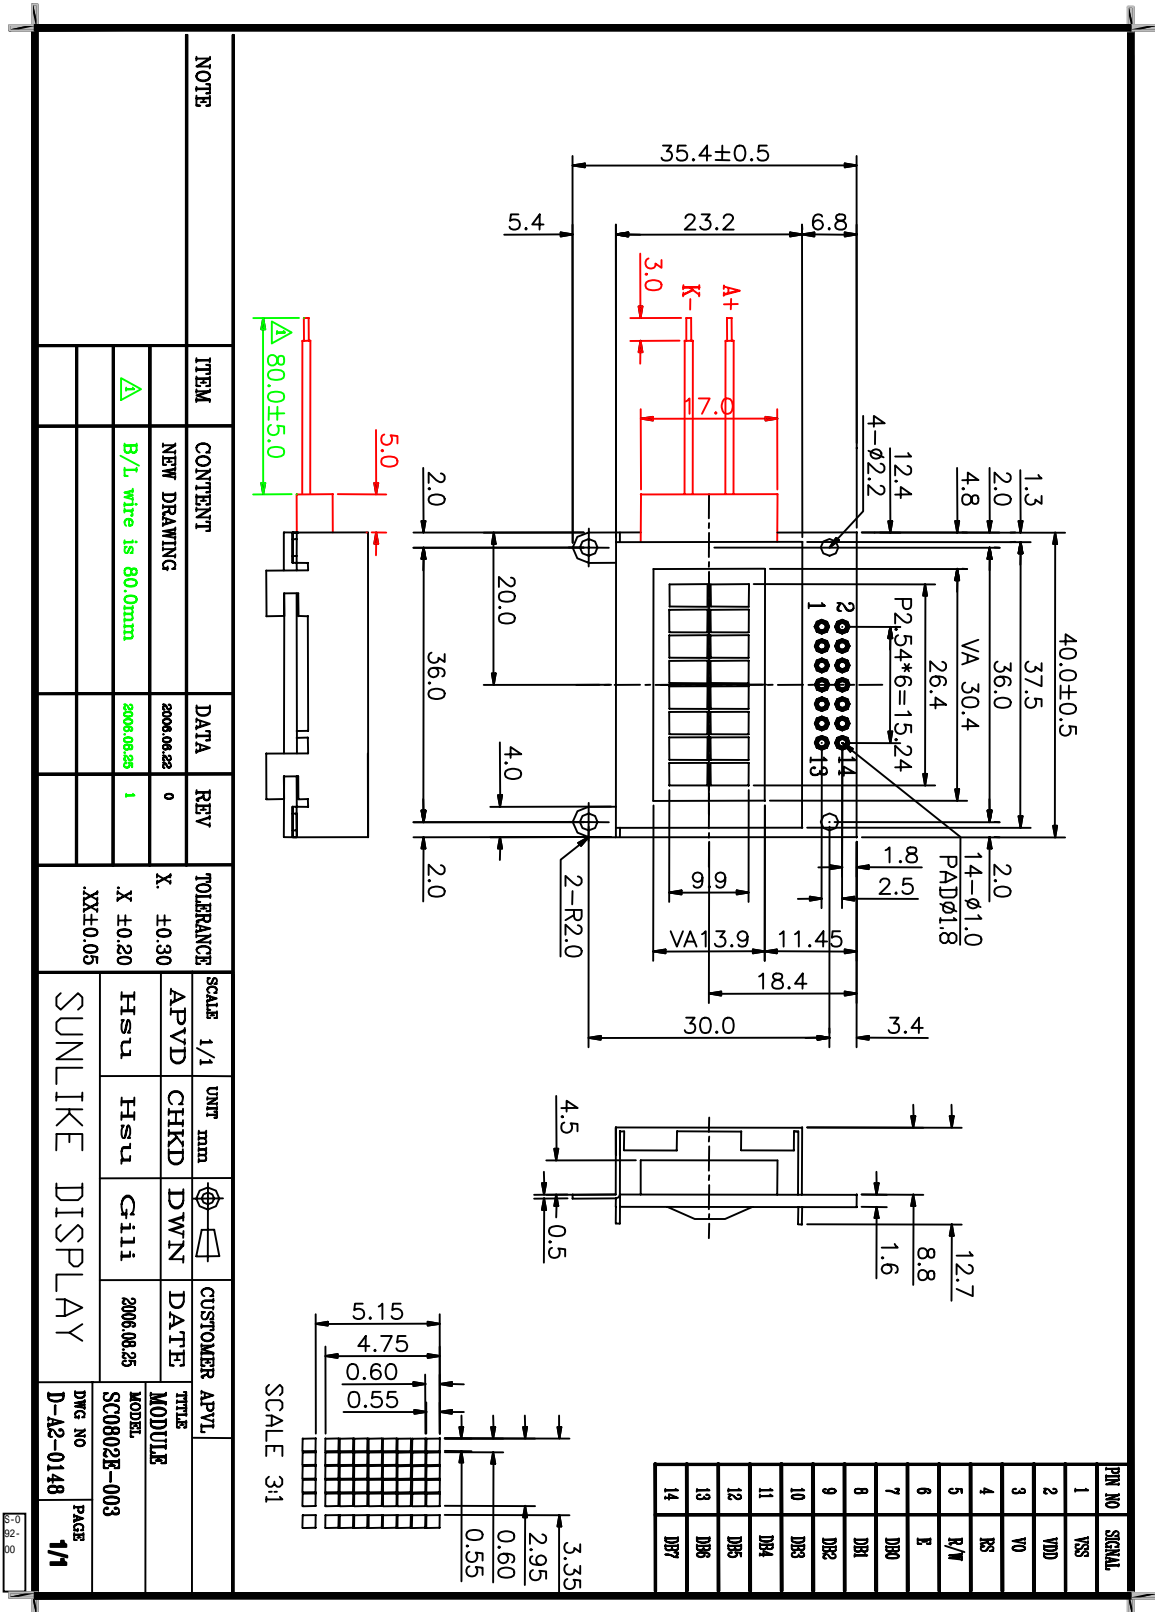 PIN NO SIGNAL
1 VSS
2 VDD
3 V0
4 RS
5 R/W
6 E
7 DB0
8 DB1
9 DB2
10 DB3
11 DB4
12 DB5
13 DB6
14 DB7
40.0±0.5
37.5
36.0
VA 30.4
26.4
P2.54*6=15.24
1.3
2.0
4.8
12.4
4-ø2.2
2.0
14-ø1.0
PADø1.8
2
1
14
13
35.4±0.5
6.8
23.2
5.4
A+
K-
3.0
17.0
1.8
2.5
9.9
11.45
VA13.9
18.4
3.4
30.0
2-R2.0
20.0
4.0
2.0
36.0
2.0
5.0
1 80.0±5.0
12.7
8.8
1.6
4.5
0.5
5.15
4.75
0.60
0.55
3.35
2.95
0.60
0.55
SCALE 3:1
NOTE
ITEM CONTENT DATA REV
NEW DRAWING 2006.06.22 0
1 B/L wire is 80.0mm 2006.08.25 1
TOLERANCE
X. ±0.30
.X ±0.20
.XX±0.05
SCALE 1/1 UNIT mm CUSTOMER APVL
APVD CHKD DWN DATE
Hsu Hsu Gili 2006.08.25
SUNLIKE DISPLAY
TITLE
MODULE
MODEL
SC0802E-003
DWG NO
D-A2-0148
PAGE
1/1
S-0
92-
00